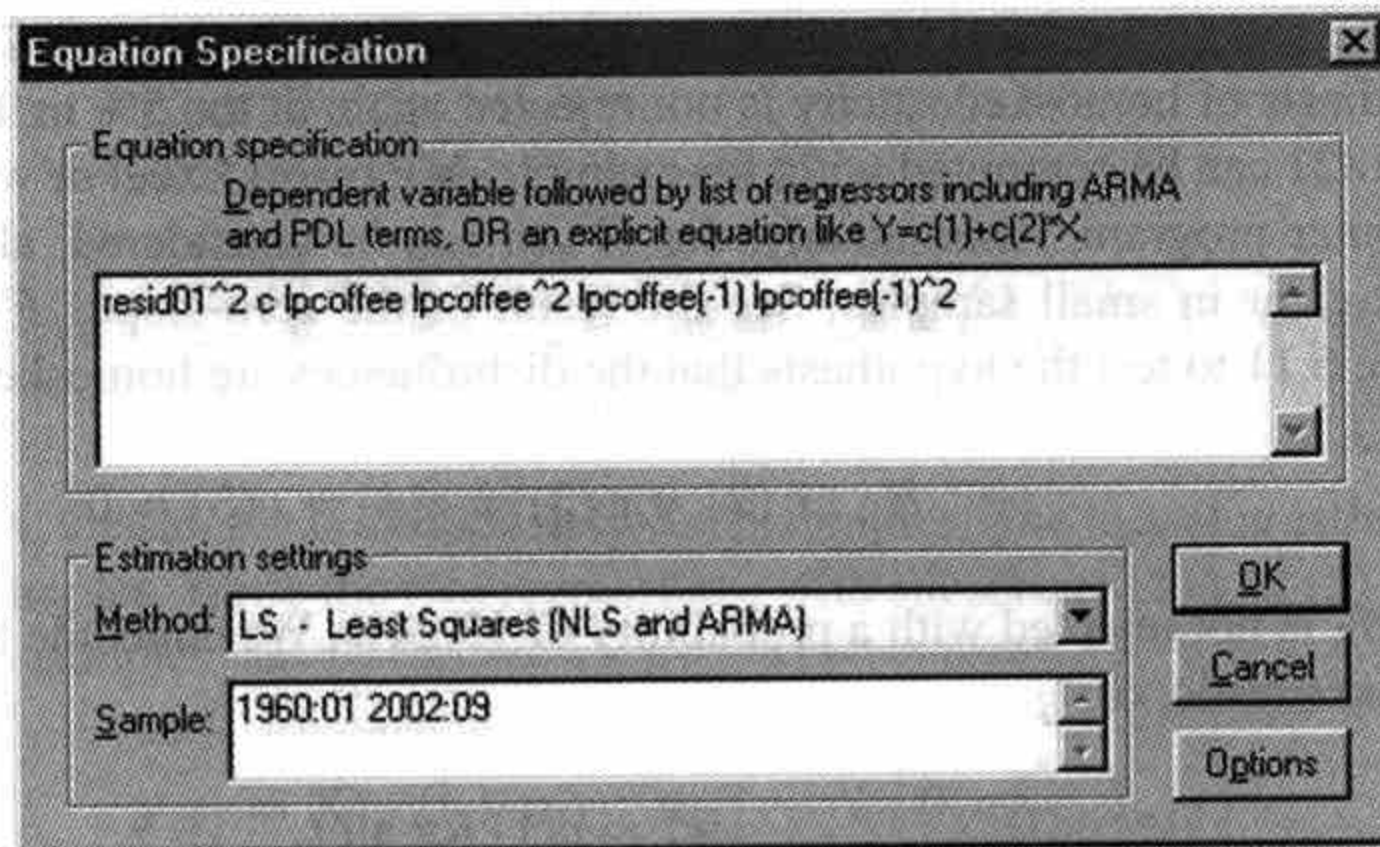 Equation Specification
Equation specification
Dependent variable followed by list of regressors including ARMA
and PDL terms, OR an explicit equation like Y=c(1)+c(2)*X.
resid01^2 c lpcoffee lpcoffee^2 lpcoffee(-1) lpcoffee(-1)^2
Estimation settings
Method: LS - Least Squares (NLS and ARMA)
Sample: 1960:01 2002:09
OK
Cancel
Options